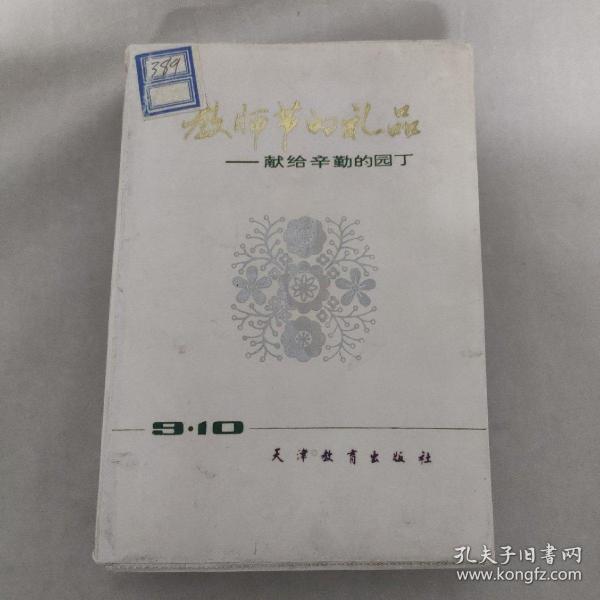 389
教师节的礼品
——献给辛勤的园丁
9·10
天津教育出版社
孔夫子旧书网
www.kongfz.com